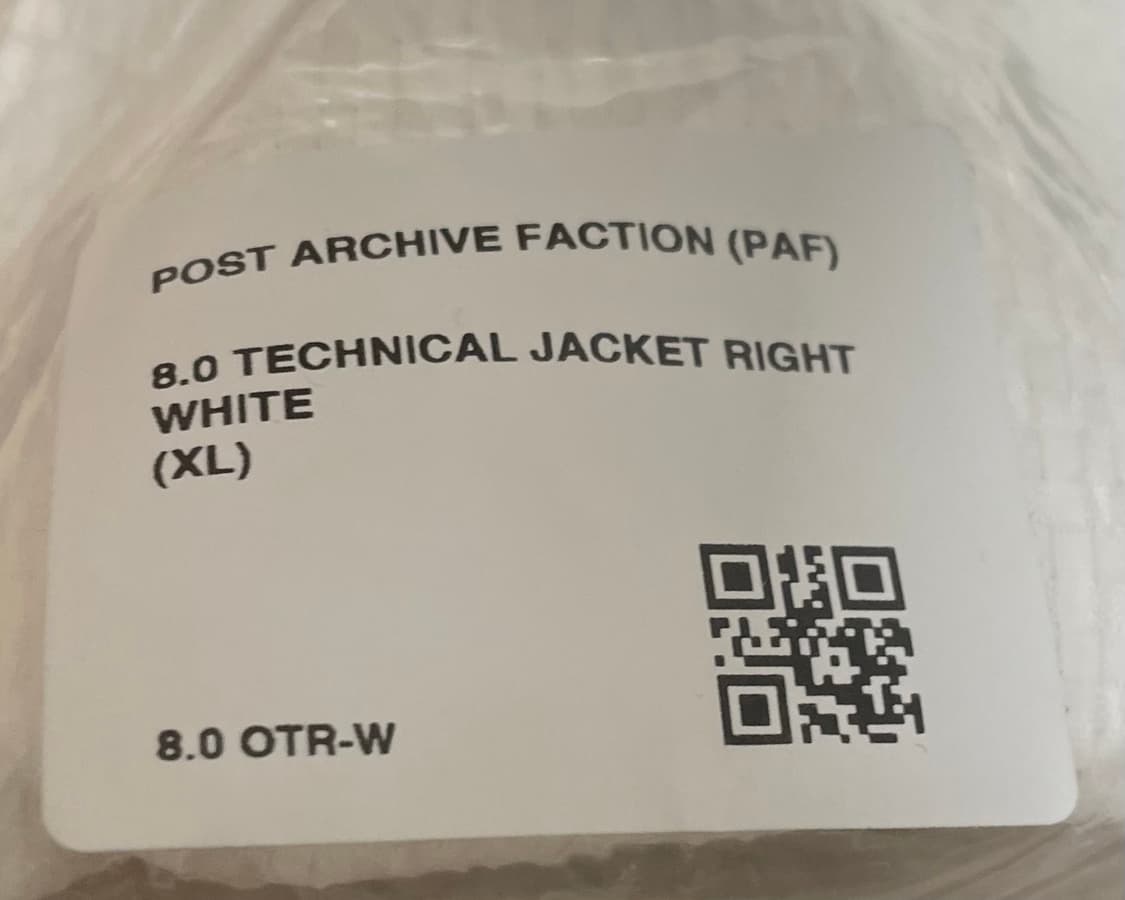 POST ARCHIVE FACTION (PAF)
8.0 TECHNICAL JACKET RIGHT
WHITE
(XL)
8.0 OTR-W